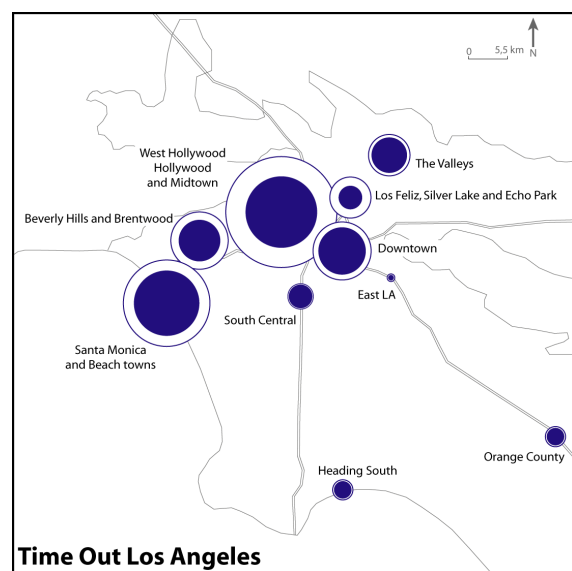 0 5,5 km N
West Hollywood
Hollywood
and Midtown
The Valleys
Los Feliz, Silver Lake and Echo Park
Beverly Hills and Brentwood
Downtown
East LA
South Central
Santa Monica
and Beach towns
Orange County
Heading South
Time Out Los Angeles